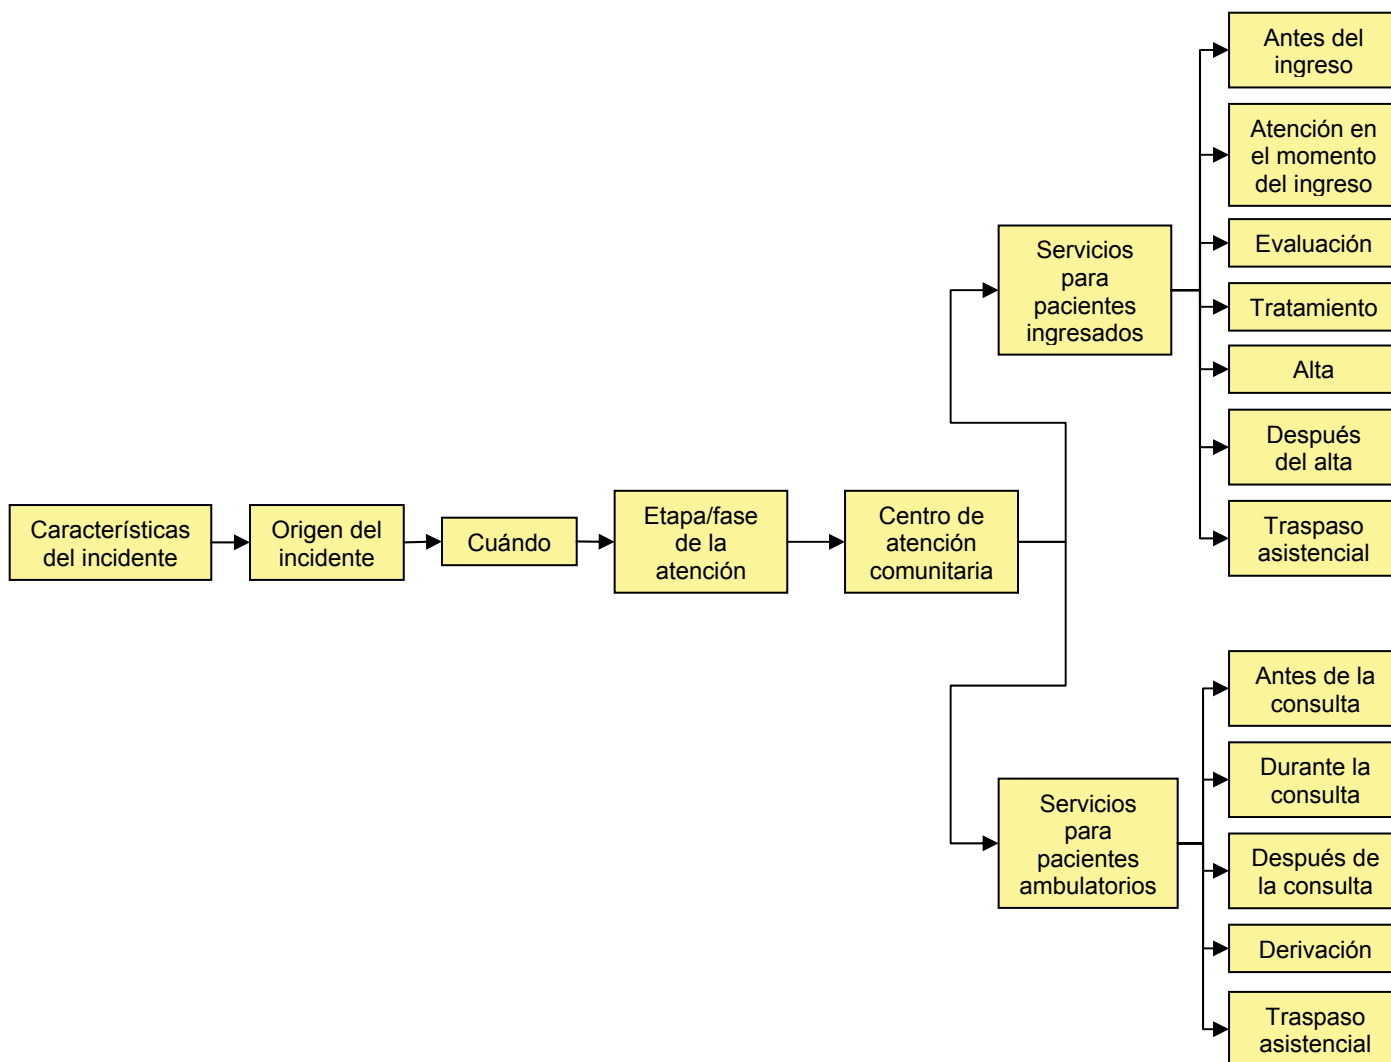 Características
del incidente
Origen del
incidente
Cuándo
Etapa/fase
de la
atención
Centro de
atención
comunitaria
Servicios
para
pacientes
ingresados
Antes del
ingreso
Atención en
el momento
del ingreso
Evaluación
Tratamiento
Alta
Después
del alta
Traspaso
asistencial
Servicios
para
pacientes
ambulatorios
Antes de la
consulta
Durante la
consulta
Después de
la consulta
Derivación
Traspaso
asistencial